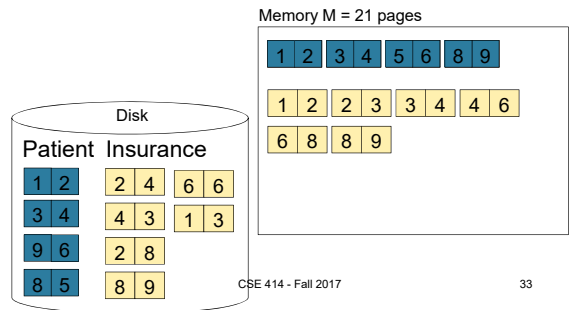 Memory M = 21 pages
1 2 3 4 5 6 8 9
1 2 2 3 3 4 4 6
6 8 8 9
Disk
Patient Insurance
1 2 2 4 6 6
3 4 4 3 1 3
9 6 2 8
8 5 8 9
CSE 414 - Fall 2017 33